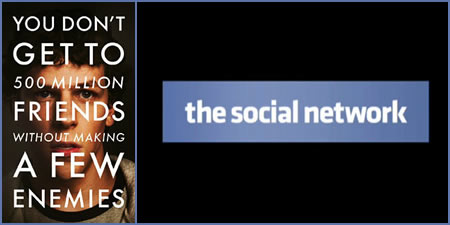 YOU DON'T
GET TO
500 MILLION
FRIENDS
WITHOUT MAKING
A FEW
ENEMIES
the social network